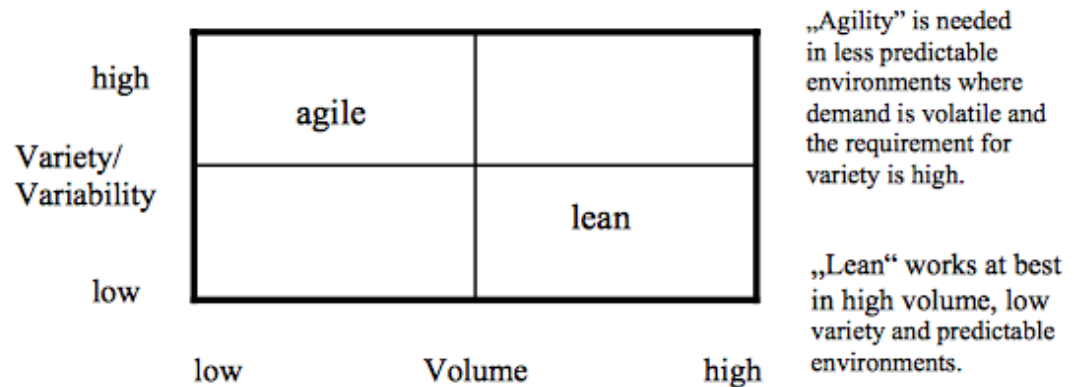 high
agile
Variety/
Variability
lean
low
low Volume high
„Agility” is needed
in less predictable
environments where
demand is volatile and
the requirement for
variety is high.
„Lean“ works at best
in high volume, low
variety and predictable
environments.